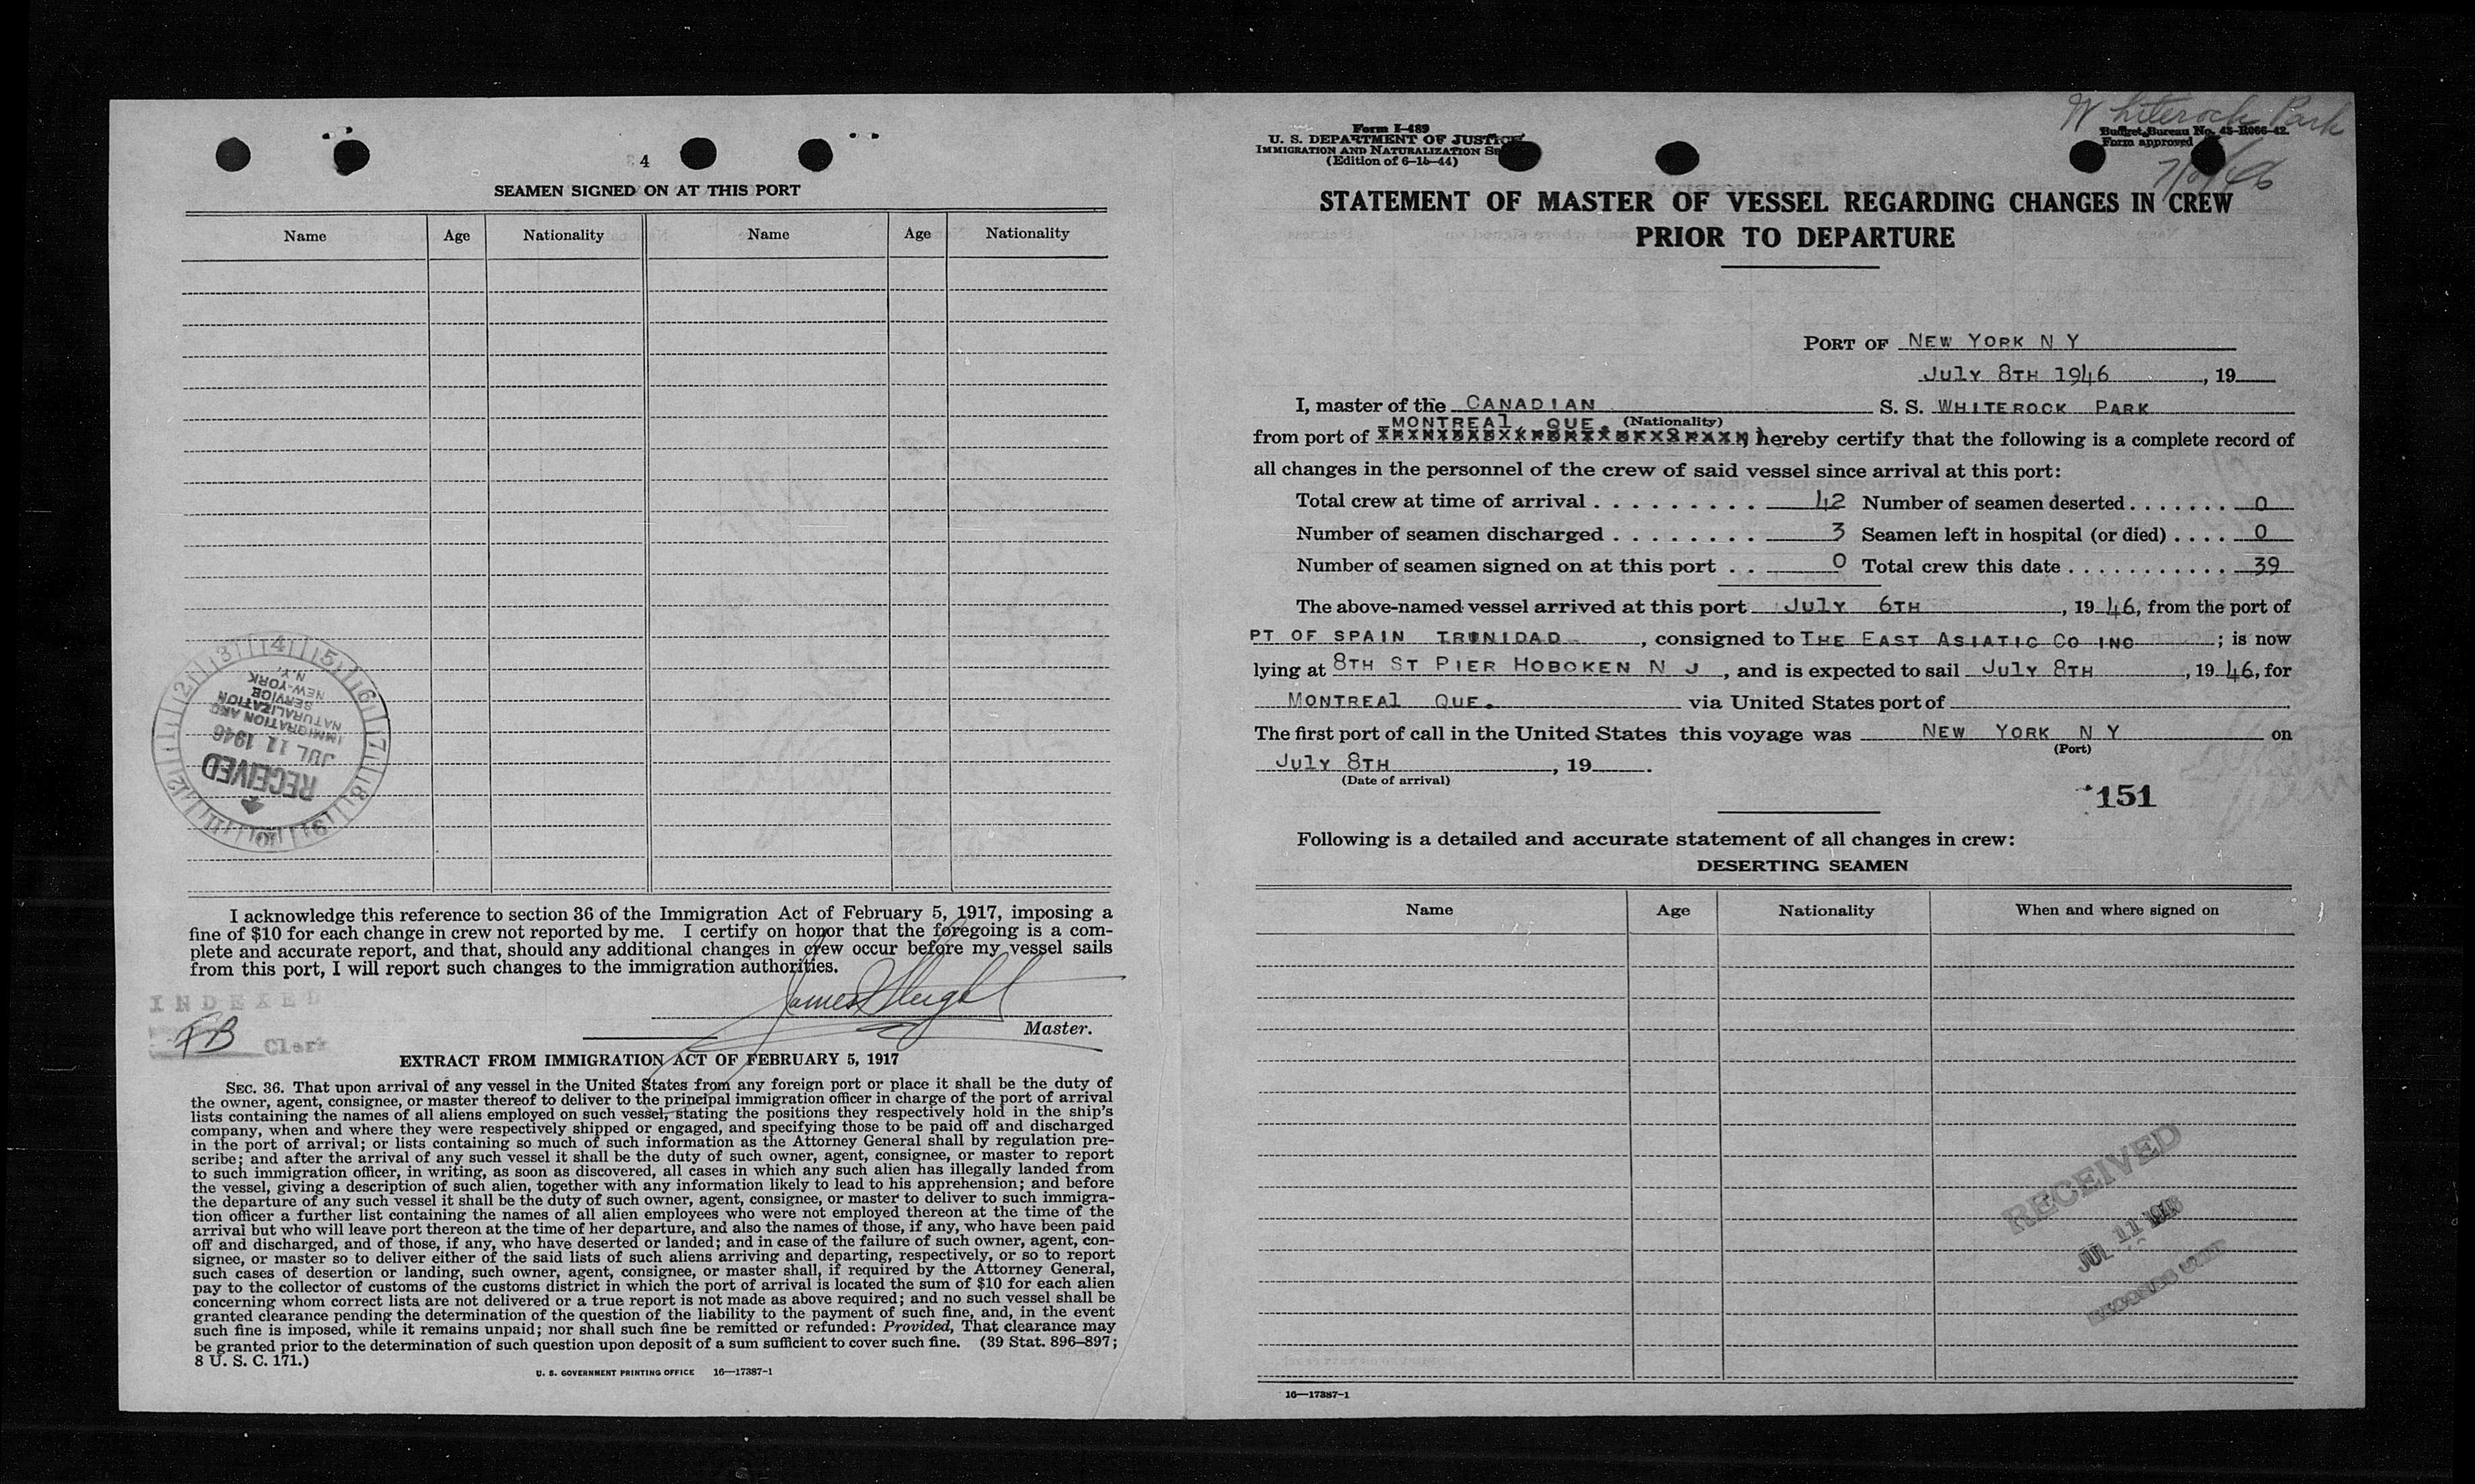 4
SEAMEN SIGNED ON AT THIS PORT
Name Age Nationality Name Age Nationality
RECEIVED
JUL 11 1946
IMMIGRATION AND
NATURALIZATION
SERVICE
NEW-YORK
N.Y.
I acknowledge this reference to section 36 of the Immigration Act of February 5, 1917, imposing a
fine of $10 for each change in crew not reported by me. I certify on honor that the foregoing is a com-
plete and accurate report, and that, should any additional changes in crew occur before my vessel sails
from this port, I will report such changes to the immigration authorities.
James
Master.
INDEXED
FB Clerk
EXTRACT FROM IMMIGRATION ACT OF FEBRUARY 5, 1917
SEC. 36. That upon arrival of any vessel in the United States from any foreign port or place it shall be the duty of
the owner, agent, consignee, or master thereof to deliver to the principal immigration officer in charge of the port of arrival
lists containing the names of all aliens employed on such vessel, stating the positions they respectively hold in the ship's
company, when and where they were respectively shipped or engaged, and specifying those to be paid off and discharged
in the port of arrival; or lists containing so much of such information as the Attorney General shall by regulation pre-
scribe; and after the arrival of any such vessel it shall be the duty of such owner, agent, consignee, or master to report
to such immigration officer, in writing, as soon as discovered, all cases in which any such alien has illegally landed from
the vessel, giving a description of such alien, together with any information likely to lead to his apprehension; and before
the departure of any such vessel it shall be the duty of such owner, agent, consignee, or master to deliver to such immigra-
tion officer a further list containing the names of all alien employees who were not employed thereon at the time of the
arrival but who will leave port thereon at the time of her departure, and also the names of those, if any, who have been paid
off and discharged, and of those, if any, who have deserted or landed; and in case of the failure of such owner, agent, con-
signee, or master so to deliver either of the said lists of such aliens arriving and departing, respectively, or so to report
such cases of desertion or landing, such owner, agent, consignee, or master shall, if required by the Attorney General,
pay to the collector of customs of the customs district in which the port of arrival is located the sum of $10 for each alien
concerning whom correct lists are not delivered or a true report is not made as above required; and no such vessel shall be
granted clearance pending the determination of the question of the liability to the payment of such fine, and, in the event
such fine is imposed, while it remains unpaid; nor shall such fine be remitted or refunded: Provided, That clearance may
be granted prior to the determination of such question upon deposit of a sum sufficient to cover such fine. (39 Stat. 896–897;
8 U. S. C. 171.)
U. S. GOVERNMENT PRINTING OFFICE 16—17387-1
Whiterock Park
Form I-489
U. S. DEPARTMENT OF JUSTICE
IMMIGRATION AND NATURALIZATION
(Edition of 6-15-44)
Budget Bureau No. 43-R066-42.
Form approved
STATEMENT OF MASTER OF VESSEL REGARDING CHANGES IN CREW
PRIOR TO DEPARTURE
PORT OF NEW YORK N Y
JULY 8TH 1946, 19
I, master of the CANADIAN S. S. WHITEROCK PARK
MONTREAL QUE. (Nationality)
from port of hereby certify that the following is a complete record of
all changes in the personnel of the crew of said vessel since arrival at this port:
Total crew at time of arrival 42 Number of seamen deserted 0
Number of seamen discharged 3 Seamen left in hospital (or died) 0
Number of seamen signed on at this port 0 Total crew this date 39
The above-named vessel arrived at this port JULY 6TH, 19 46, from the port of
PT OF SPAIN TRINIDAD, consigned to THE EAST ASIATIC CO INC; is now
lying at 8TH ST PIER HOBOKEN N J, and is expected to sail JULY 8TH, 19 46, for
MONTREAL QUE. via United States port of
The first port of call in the United States this voyage was NEW YORK N Y on
(Port)
JULY 8TH, 19 .
(Date of arrival)
151
Following is a detailed and accurate statement of all changes in crew:
DESERTING SEAMEN
Name Age Nationality When and where signed on
RECEIVED
JUL 11 1946
RECORDS UNIT
16—17387-1